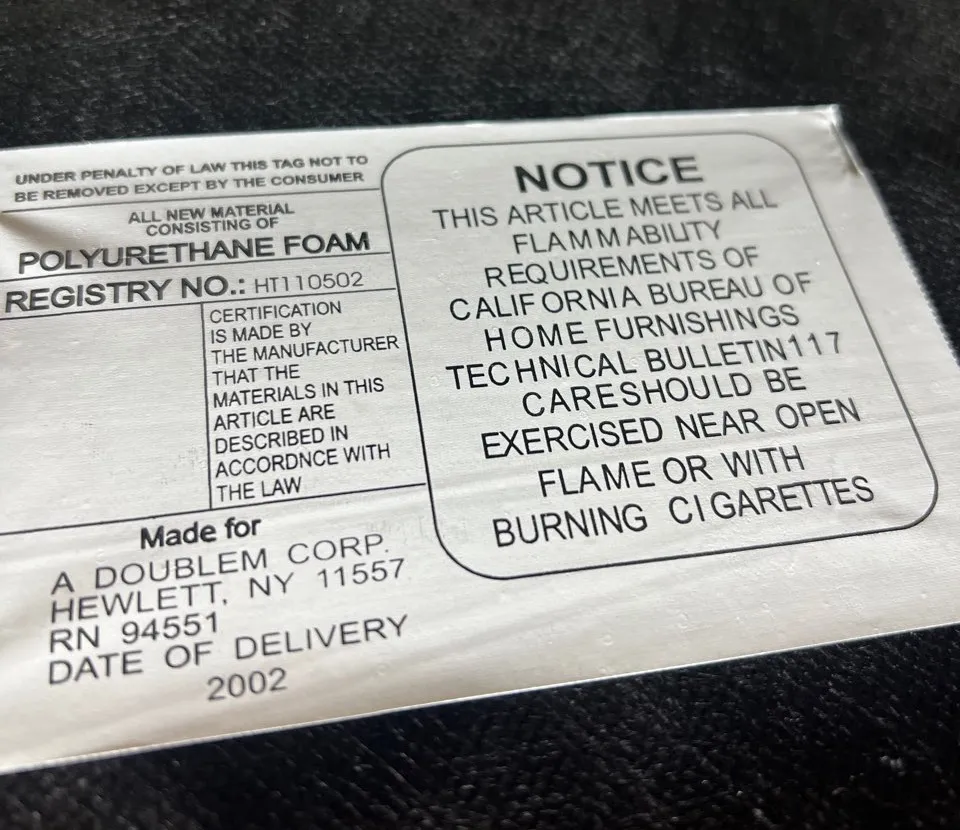 UNDER PENALTY OF LAW THIS TAG NOT TO
BE REMOVED EXCEPT BY THE CONSUMER
ALL NEW MATERIAL
CONSISTING OF
POLYURETHANE FOAM
REGISTRY NO.: HT110502
CERTIFICATION
IS MADE BY
THE MANUFACTURER
THAT THE
MATERIALS IN THIS
ARTICLE ARE
DESCRIBED IN
ACCORDNCE WITH
THE LAW
Made for
A DOUBLEM CORP.
HEWLETT, NY 11557
RN 94551
DATE OF DELIVERY
2002
NOTICE
THIS ARTICLE MEETS ALL
FLAMMABILITY
REQUIREMENTS OF
CALIFORNIA BUREAU OF
HOME FURNISHINGS
TECHNICAL BULLETIN117
CARESHOULD BE
EXERCISED NEAR OPEN
FLAME OR WITH
BURNING CIGARETTES